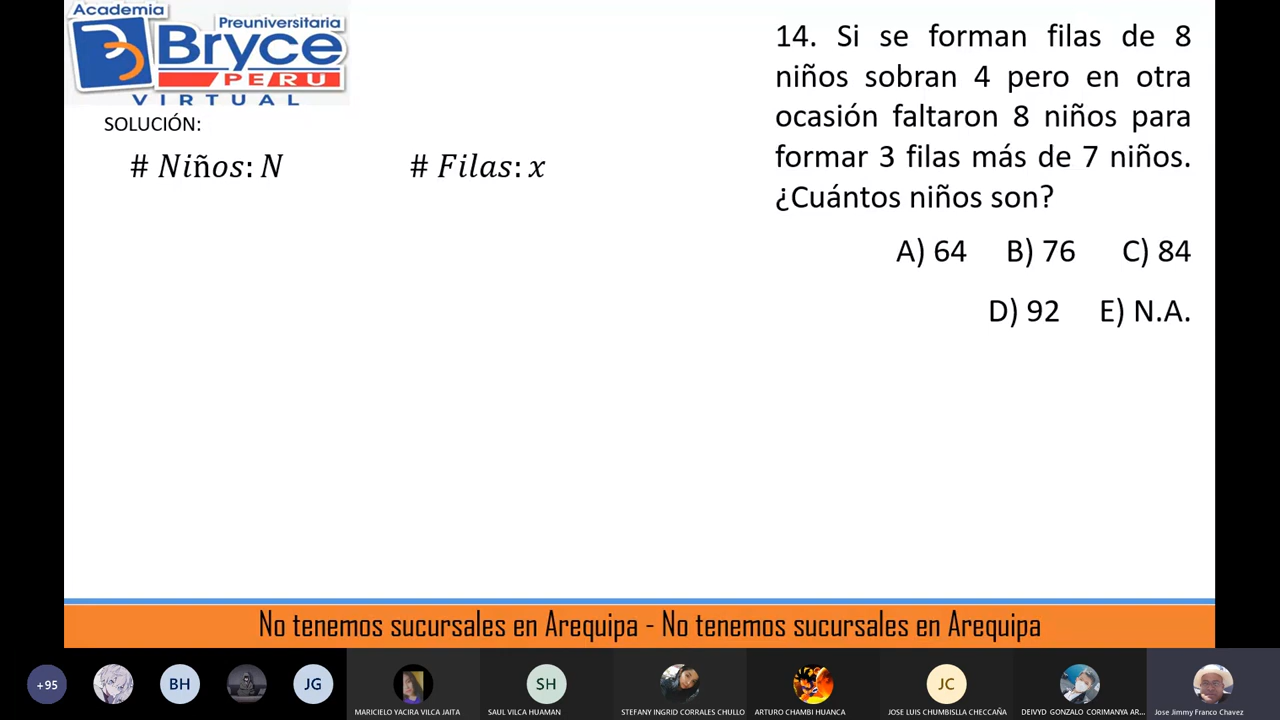 Academia
Preuniversitaria
Bryce
PERU
VIRTUAL
SOLUCIÓN:
# Niños: N
# Filas: x
14. Si se forman filas de 8
niños sobran 4 pero en otra
ocasión faltaron 8 niños para
formar 3 filas más de 7 niños.
¿Cuántos niños son?
A) 64 B) 76 C) 84
D) 92 E) N.A.
No tenemos sucursales en Arequipa - No tenemos sucursales en Arequipa
+95
BH
JG
SH
JC
MARICIELO YACIRA VILCA JAITA
SAUL VILCA HUAMAN
STEFANY INGRID CORRALES CHULLO
ARTURO CHAMBI HUANCA
JOSE LUIS CHUMBISLLA CHECCAÑA
DEIVYD GONZALO CORIMANYA AR...
Jose Jimmy Franco Chavez